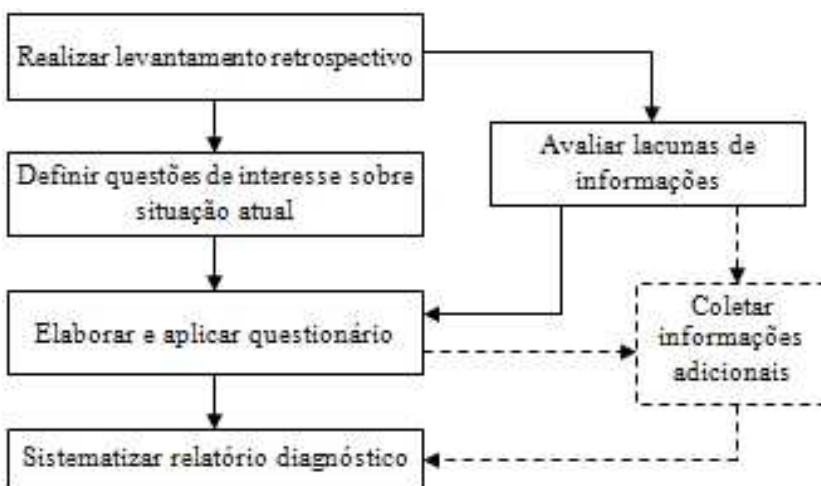 Realizar levantamento retrospectivo
Avaliar lacunas de
informações
Definir questões de interesse sobre
situação atual
Elaborar e aplicar questionário
Coletar
informações
adicionais
Sistematizar relatório diagnóstico